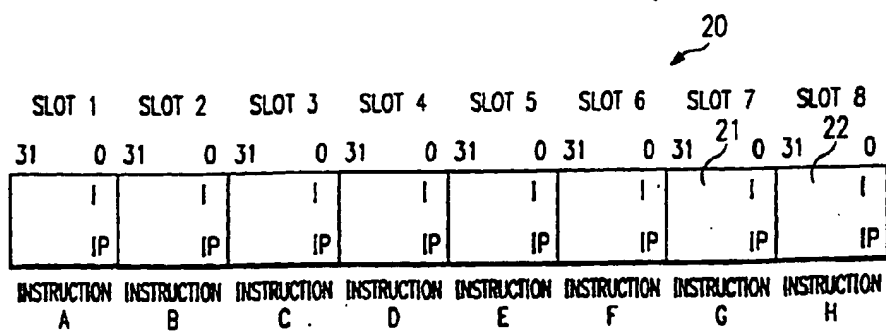 20
SLOT 1 SLOT 2 SLOT 3 SLOT 4 SLOT 5 SLOT 6 SLOT 7 SLOT 8
21 22
31 0 31 0 31 0 31 0 31 0 31 0 31 0 31 0
I I I I I I I I
IP IP IP IP IP IP IP IP
INSTRUCTION INSTRUCTION INSTRUCTION INSTRUCTION INSTRUCTION INSTRUCTION INSTRUCTION INSTRUCTION
A B C D E F G H